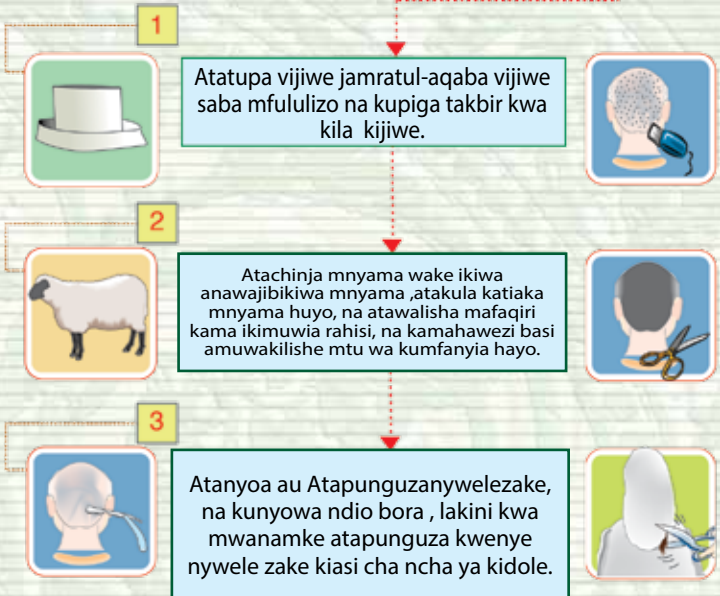 1
Atatupa vijiwe jamratul-aqaba vijiwe
saba mfululizo na kupiga takbir kwa
kila kijiwe.
2
Atachinja mnyama wake ikiwa
anawajibikiwa mnyama ,atakula katiaka
mnyama huyo, na atawalisha mafaqiri
kama ikimuwia rahisi, na kamahawezi basi
amuwakilishe mtu wa kumfanyia hayo.
3
Atanyoa au Atapunguzanywelezake,
na kunyowa ndio bora , lakini kwa
mwanamke atapunguza kwenye
nywele zake kiasi cha ncha ya kidole.